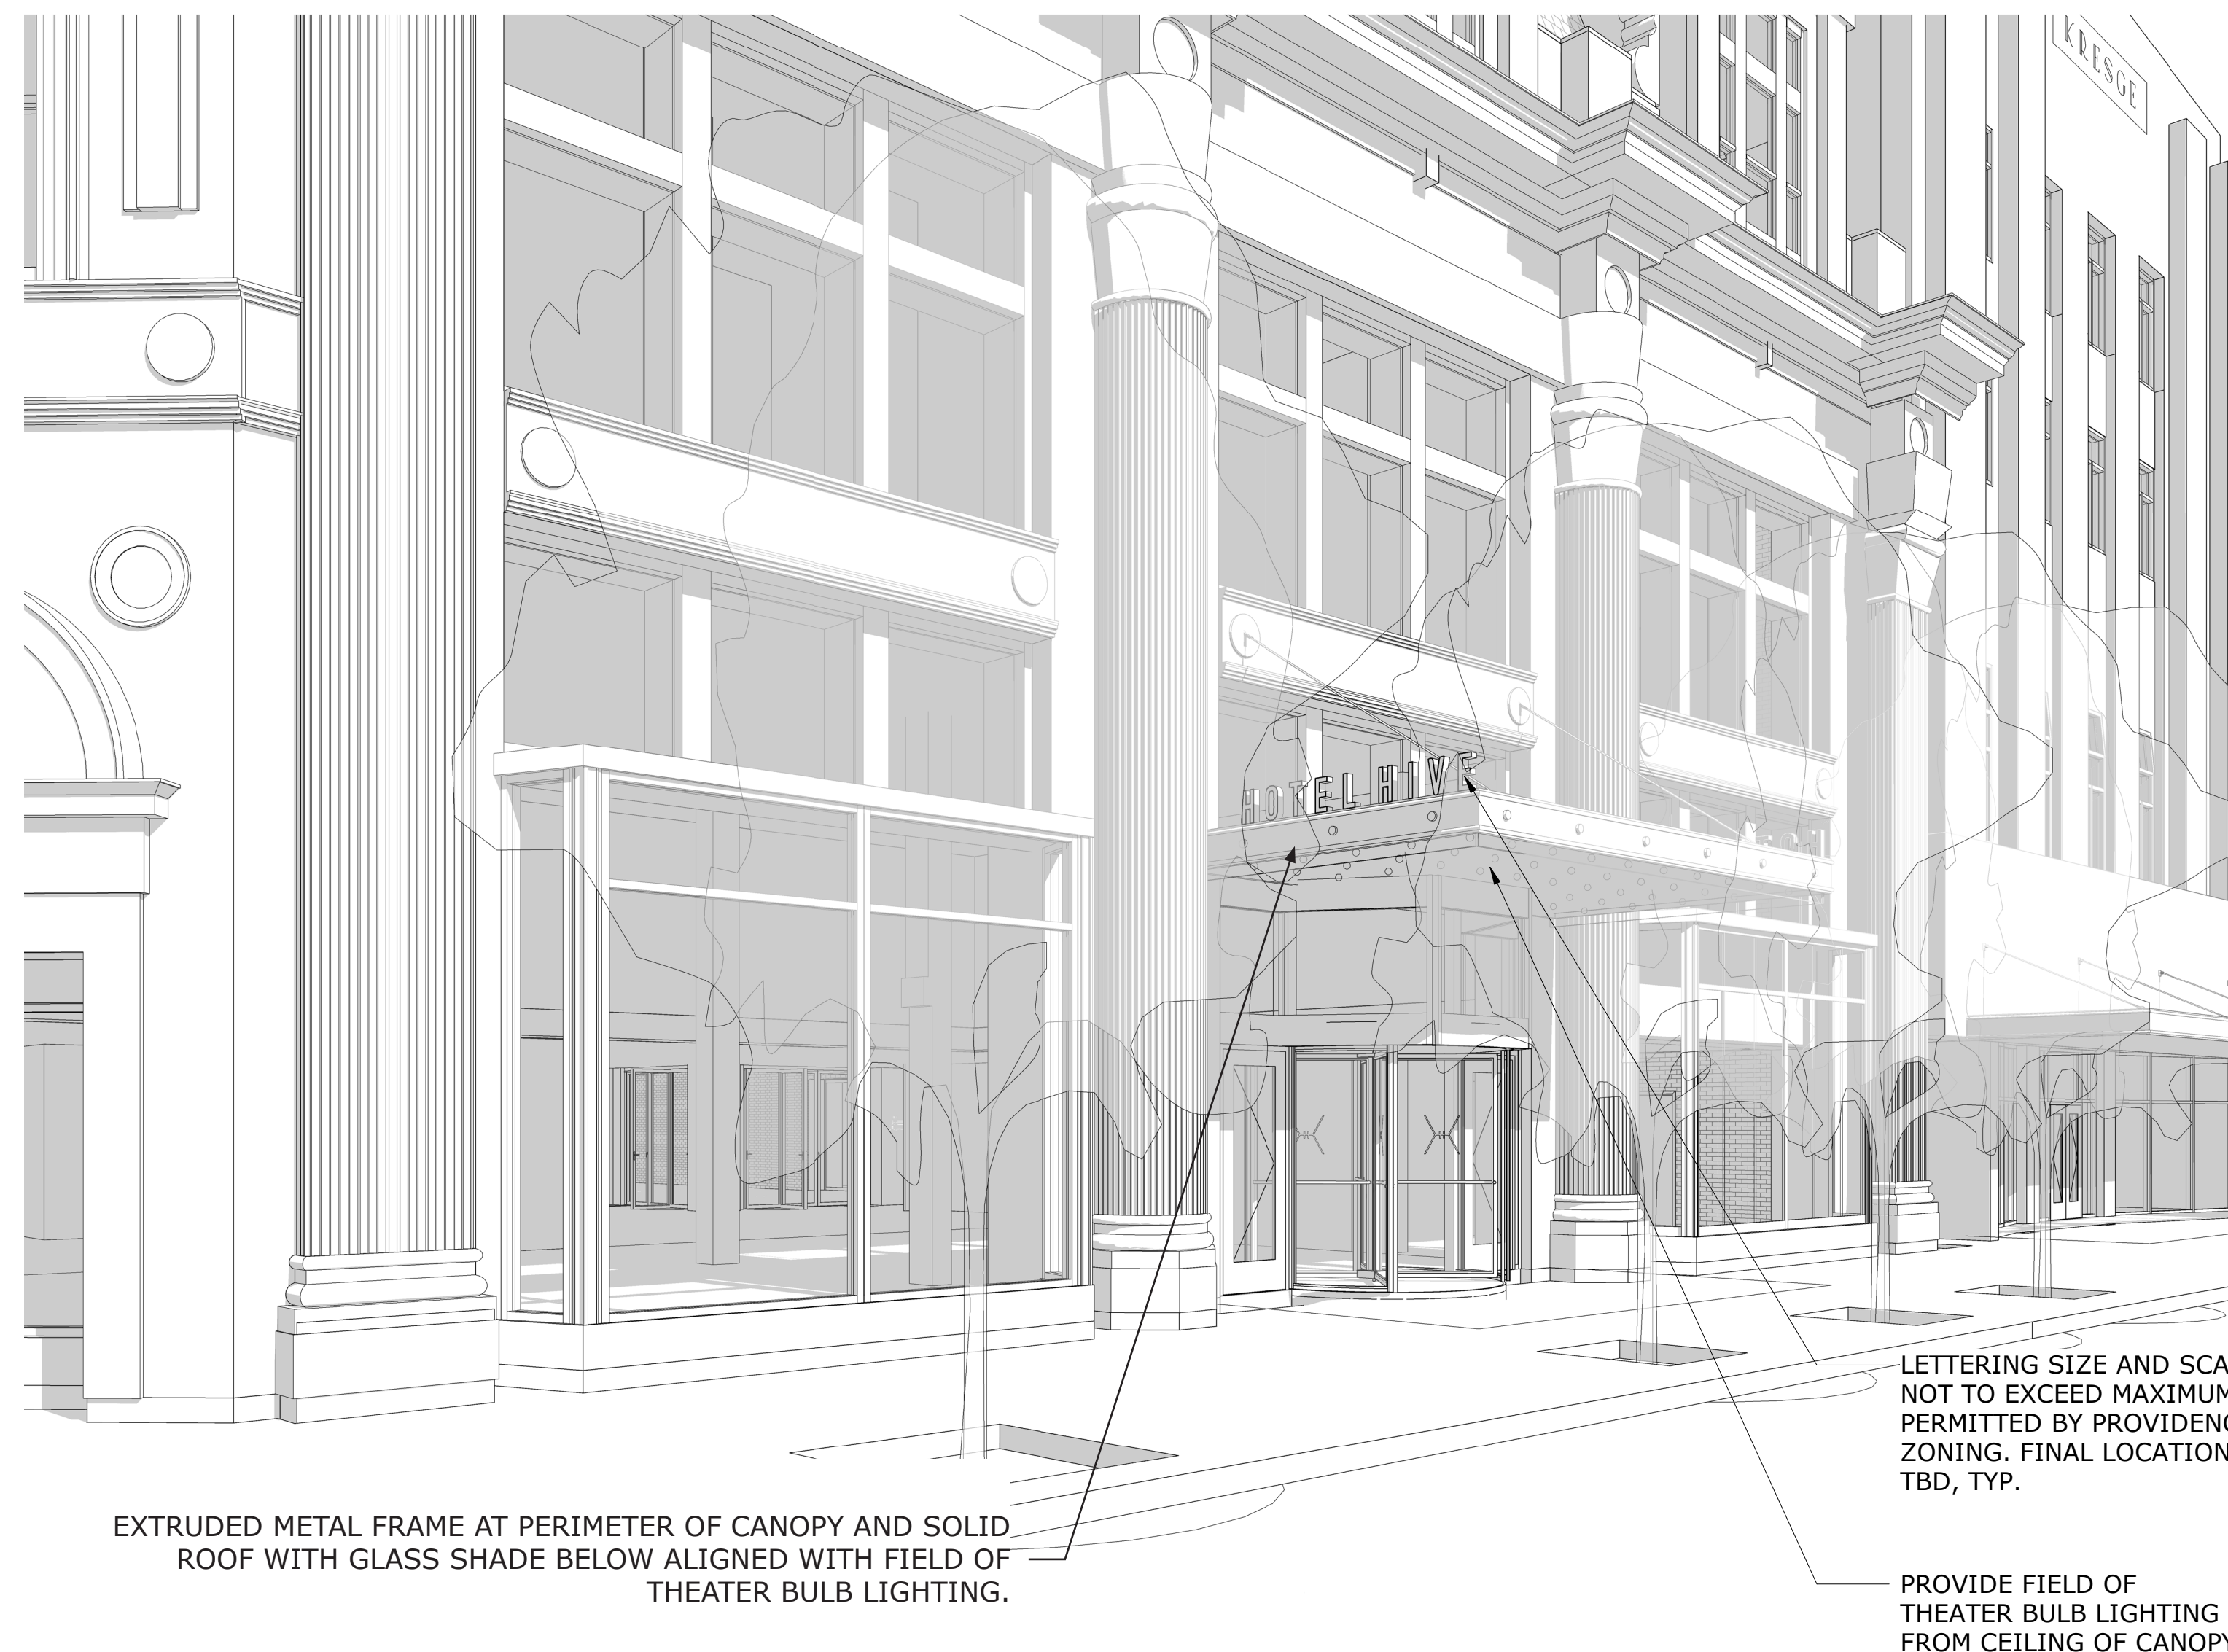 KRESGE
HOTEL HIVE
EXTRUDED METAL FRAME AT PERIMETER OF CANOPY AND SOLID
ROOF WITH GLASS SHADE BELOW ALIGNED WITH FIELD OF
THEATER BULB LIGHTING.
LETTERING SIZE AND
NOT TO EXCEED MAXIMUM
PERMITTED BY
ZONING. FINAL LOCATION
TBD, TYP.
PROVIDE FIELD OF
THEATER BULB LIGHTING
FROM CEILING OF CANOPY